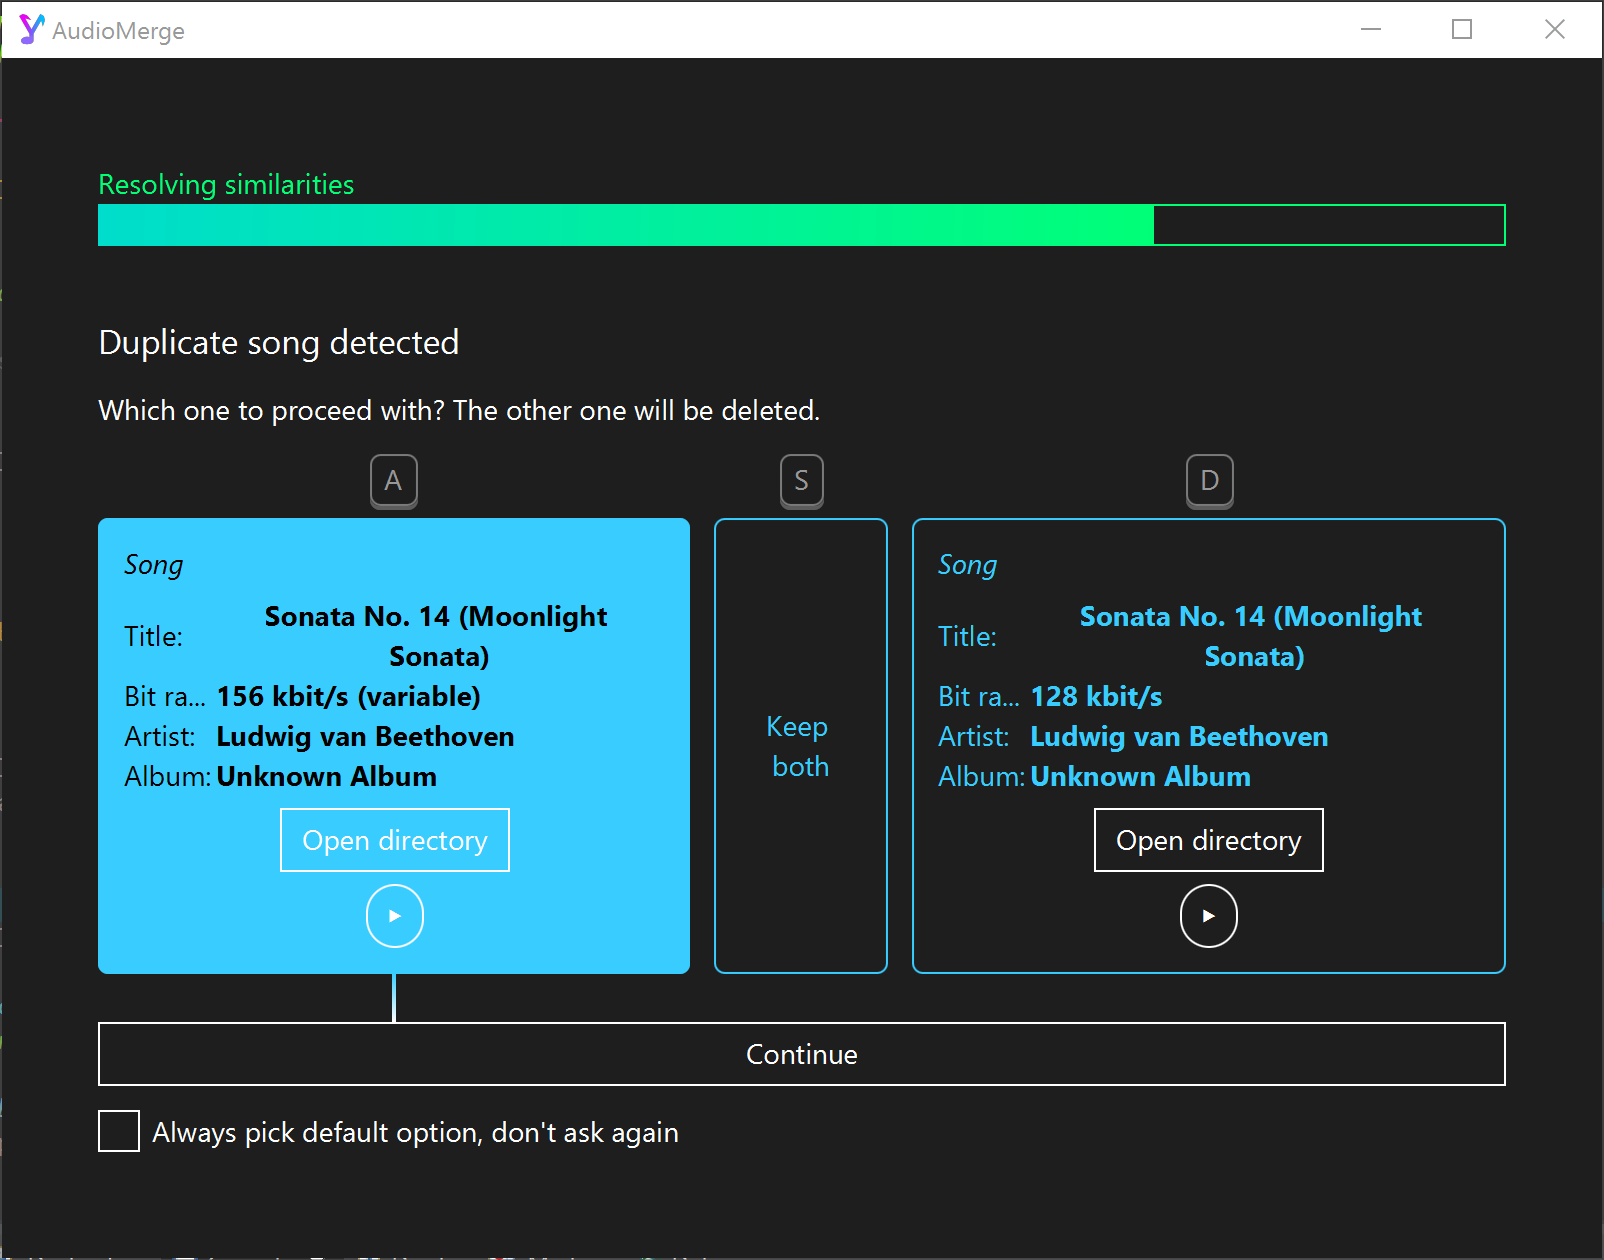 AudioMerge
Resolving similarities
Duplicate song detected
Which one to proceed with? The other one will be deleted.
A
S
D
Song
Title: Sonata No. 14 (Moonlight
Sonata)
Bit ra... 156 kbit/s (variable)
Artist: Ludwig van Beethoven
Album: Unknown Album
Open directory
Keep
both
Song
Title: Sonata No. 14 (Moonlight
Sonata)
Bit ra... 128 kbit/s
Artist: Ludwig van Beethoven
Album: Unknown Album
Open directory
Continue
Always pick default option, don't ask again